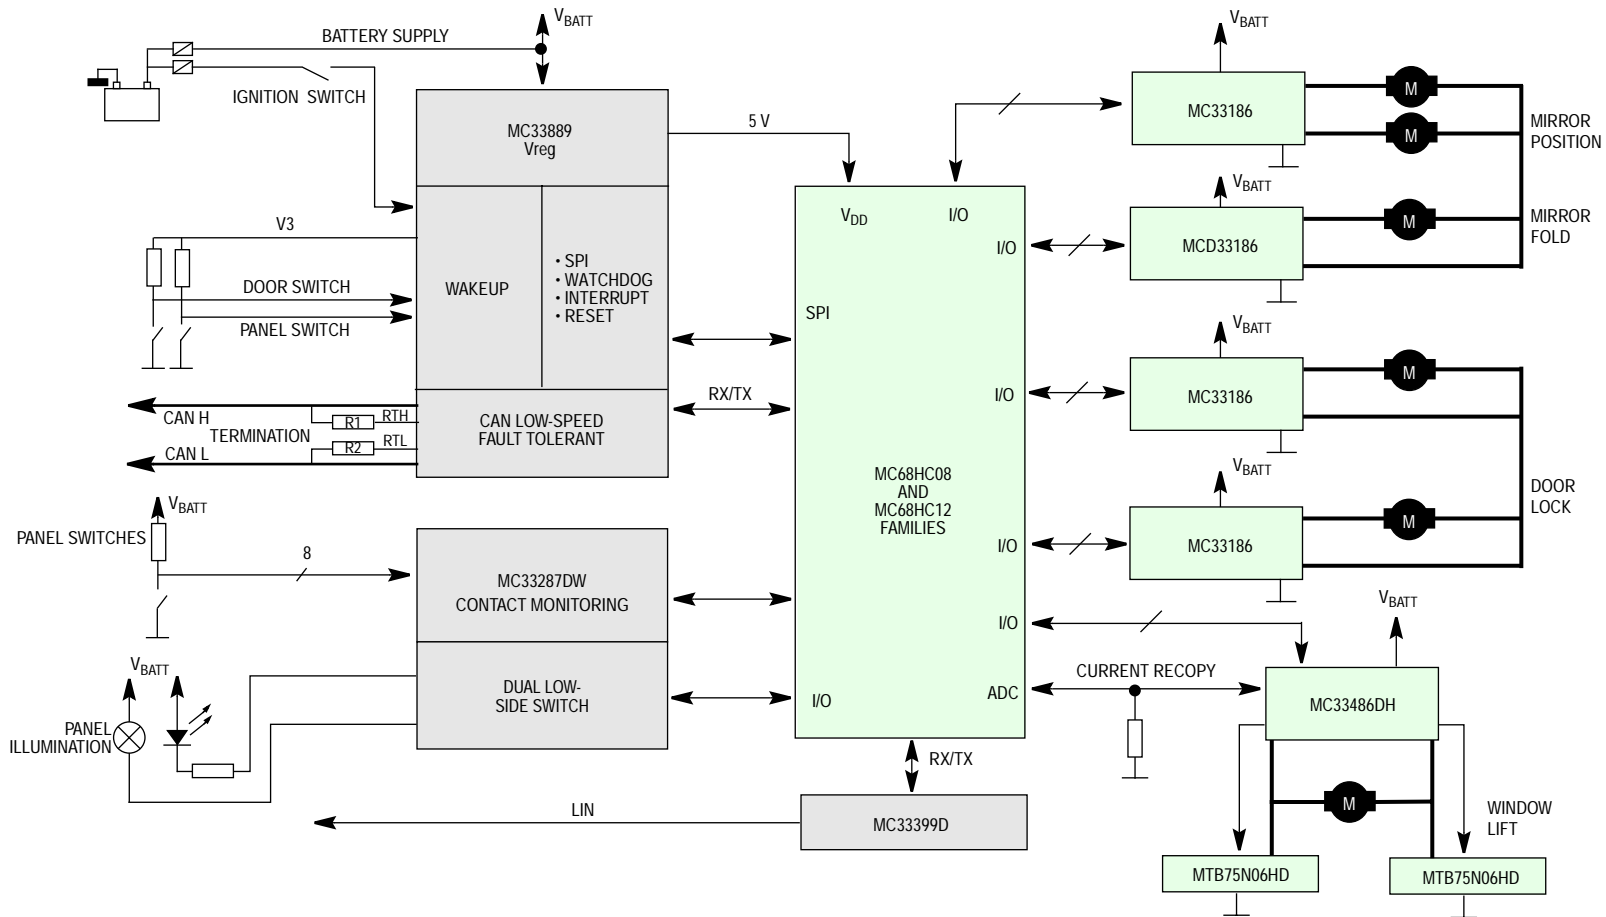 VBATT
BATTERY SUPPLY
IGNITION SWITCH
MC33889
Vreg
5 V
V3
WAKEUP
• SPI
• WATCHDOG
• INTERRUPT
• RESET
DOOR SWITCH
PANEL SWITCH
CAN H
TERMINATION
CAN L
R1
RTH
R2
RTL
CAN LOW-SPEED
FAULT TOLERANT
RX/TX
VBATT
PANEL SWITCHES
8
MC33287DW
CONTACT MONITORING
DUAL LOW-
SIDE SWITCH
VBATT
PANEL
ILLUMINATION
VDD
I/O
I/O
SPI
I/O
MC68HC08
AND
MC68HC12
FAMILIES
I/O
I/O
ADC
I/O
RX/TX
LIN
MC33399D
VBATT
MC33186
M
M
MIRROR
POSITION
VBATT
MCD33186
M
MIRROR
FOLD
VBATT
MC33186
M
VBATT
MC33186
M
DOOR
LOCK
VBATT
CURRENT RECOPY
MC33486DH
M
WINDOW
LIFT
MTB75N06HD
MTB75N06HD